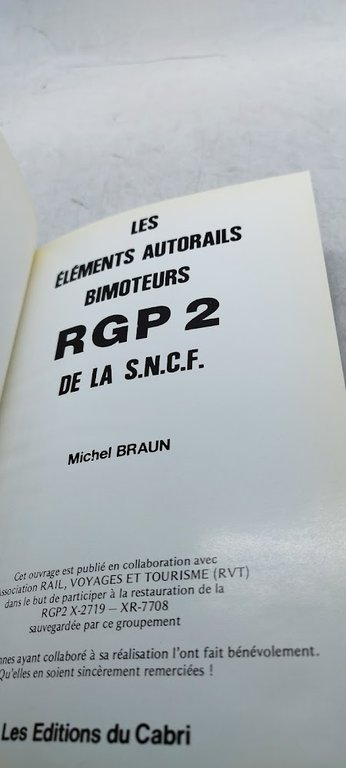 LES
ÉLÉMENTS AUTORAILS
BIMOTEURS
RGP 2
DE LA S.N.C.F.
Michel BRAUN
Cet ouvrage est publié en collaboration avec
Association RAIL, VOYAGES ET TOURISME (RVT)
dans le but de participer à la restauration de la
RGP2 X-2719 – XR-7708
sauvegardée par ce groupement
nnes ayant collaboré à sa réalisation l'ont fait bénévolement.
Qu'elles en soient sincèrement remerciées !
Les Editions du Cabri